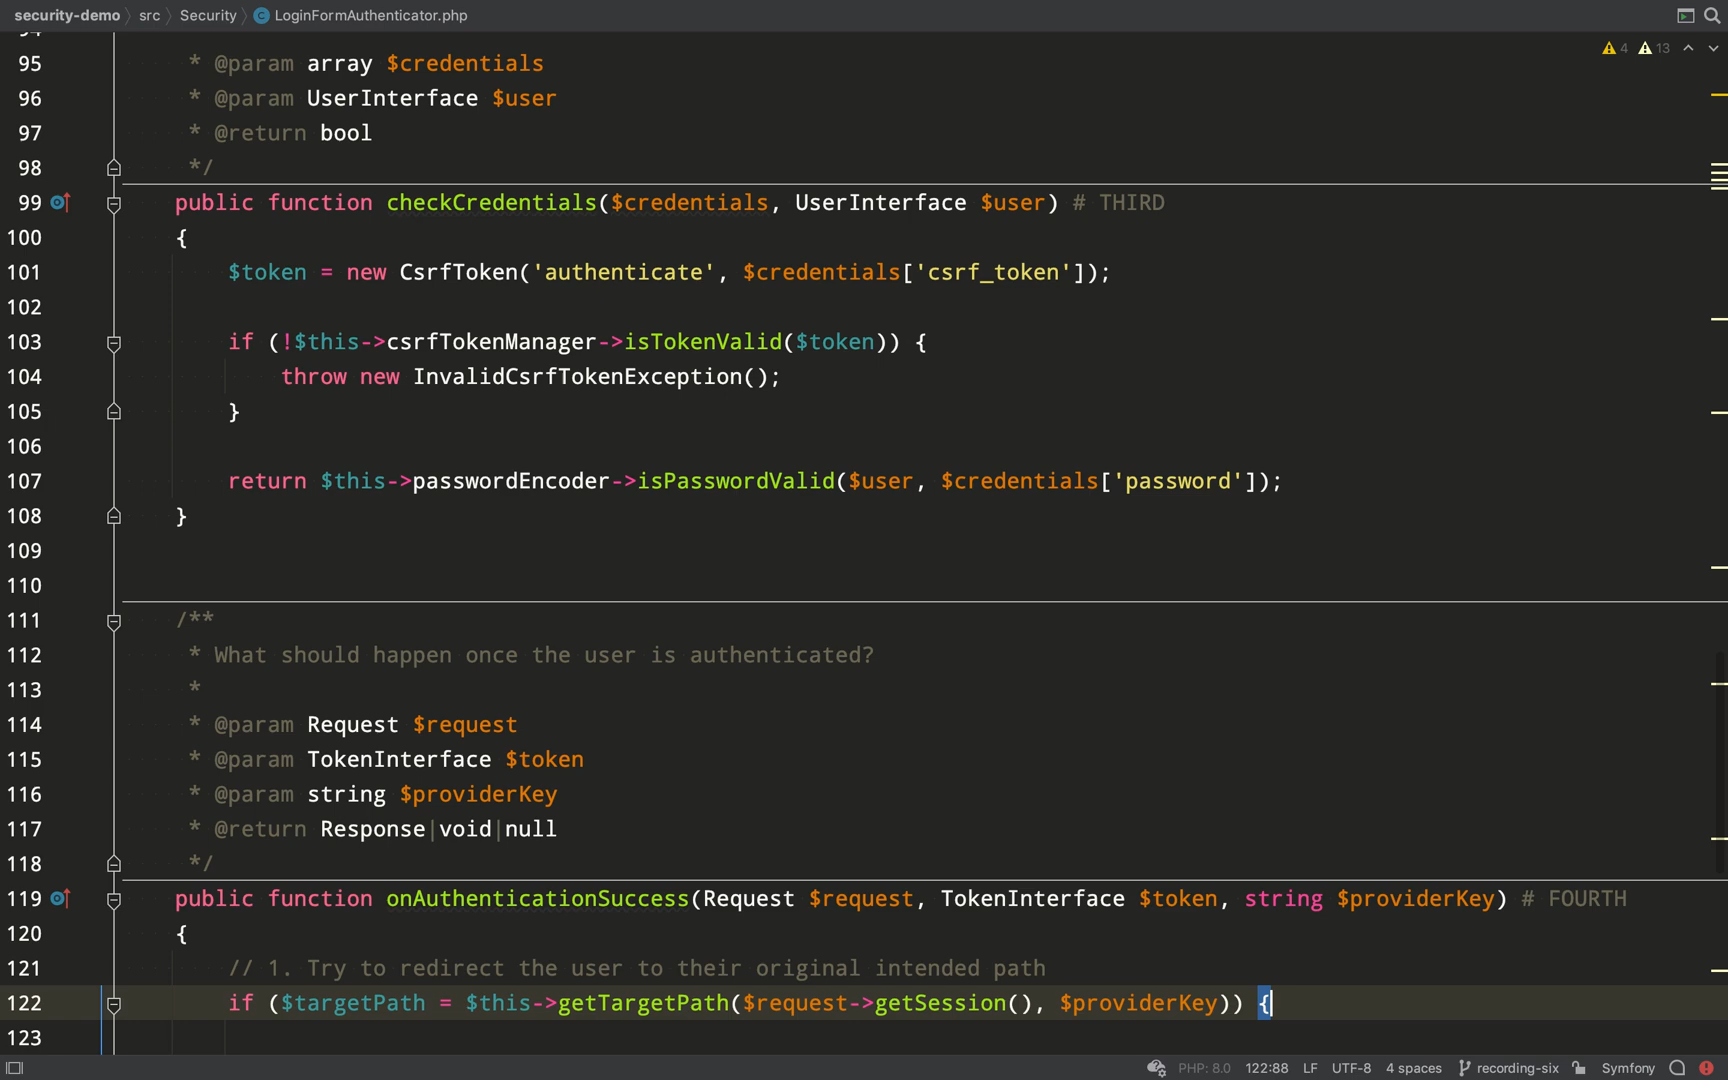 security-demo › src › Security › LoginFormAuthenticator.php
4 13
94
95 * @param array $credentials
96 * @param UserInterface $user
97 * @return bool
98 */
99 public function checkCredentials($credentials, UserInterface $user) # THIRD
100 {
101 $token = new CsrfToken('authenticate', $credentials['csrf_token']);
102
103 if (!$this->csrfTokenManager->isTokenValid($token)) {
104 throw new InvalidCsrfTokenException();
105 }
106
107 return $this->passwordEncoder->isPasswordValid($user, $credentials['password']);
108 }
109
110
111 /**
112 * What should happen once the user is authenticated?
113 *
114 * @param Request $request
115 * @param TokenInterface $token
116 * @param string $providerKey
117 * @return Response|void|null
118 */
119 public function onAuthenticationSuccess(Request $request, TokenInterface $token, string $providerKey) # FOURTH
120 {
121 // 1. Try to redirect the user to their original intended path
122 if ($targetPath = $this->getTargetPath($request->getSession(), $providerKey)) {
123
PHP: 8.0 122:88 LF UTF-8 4 spaces recording-six Symfony